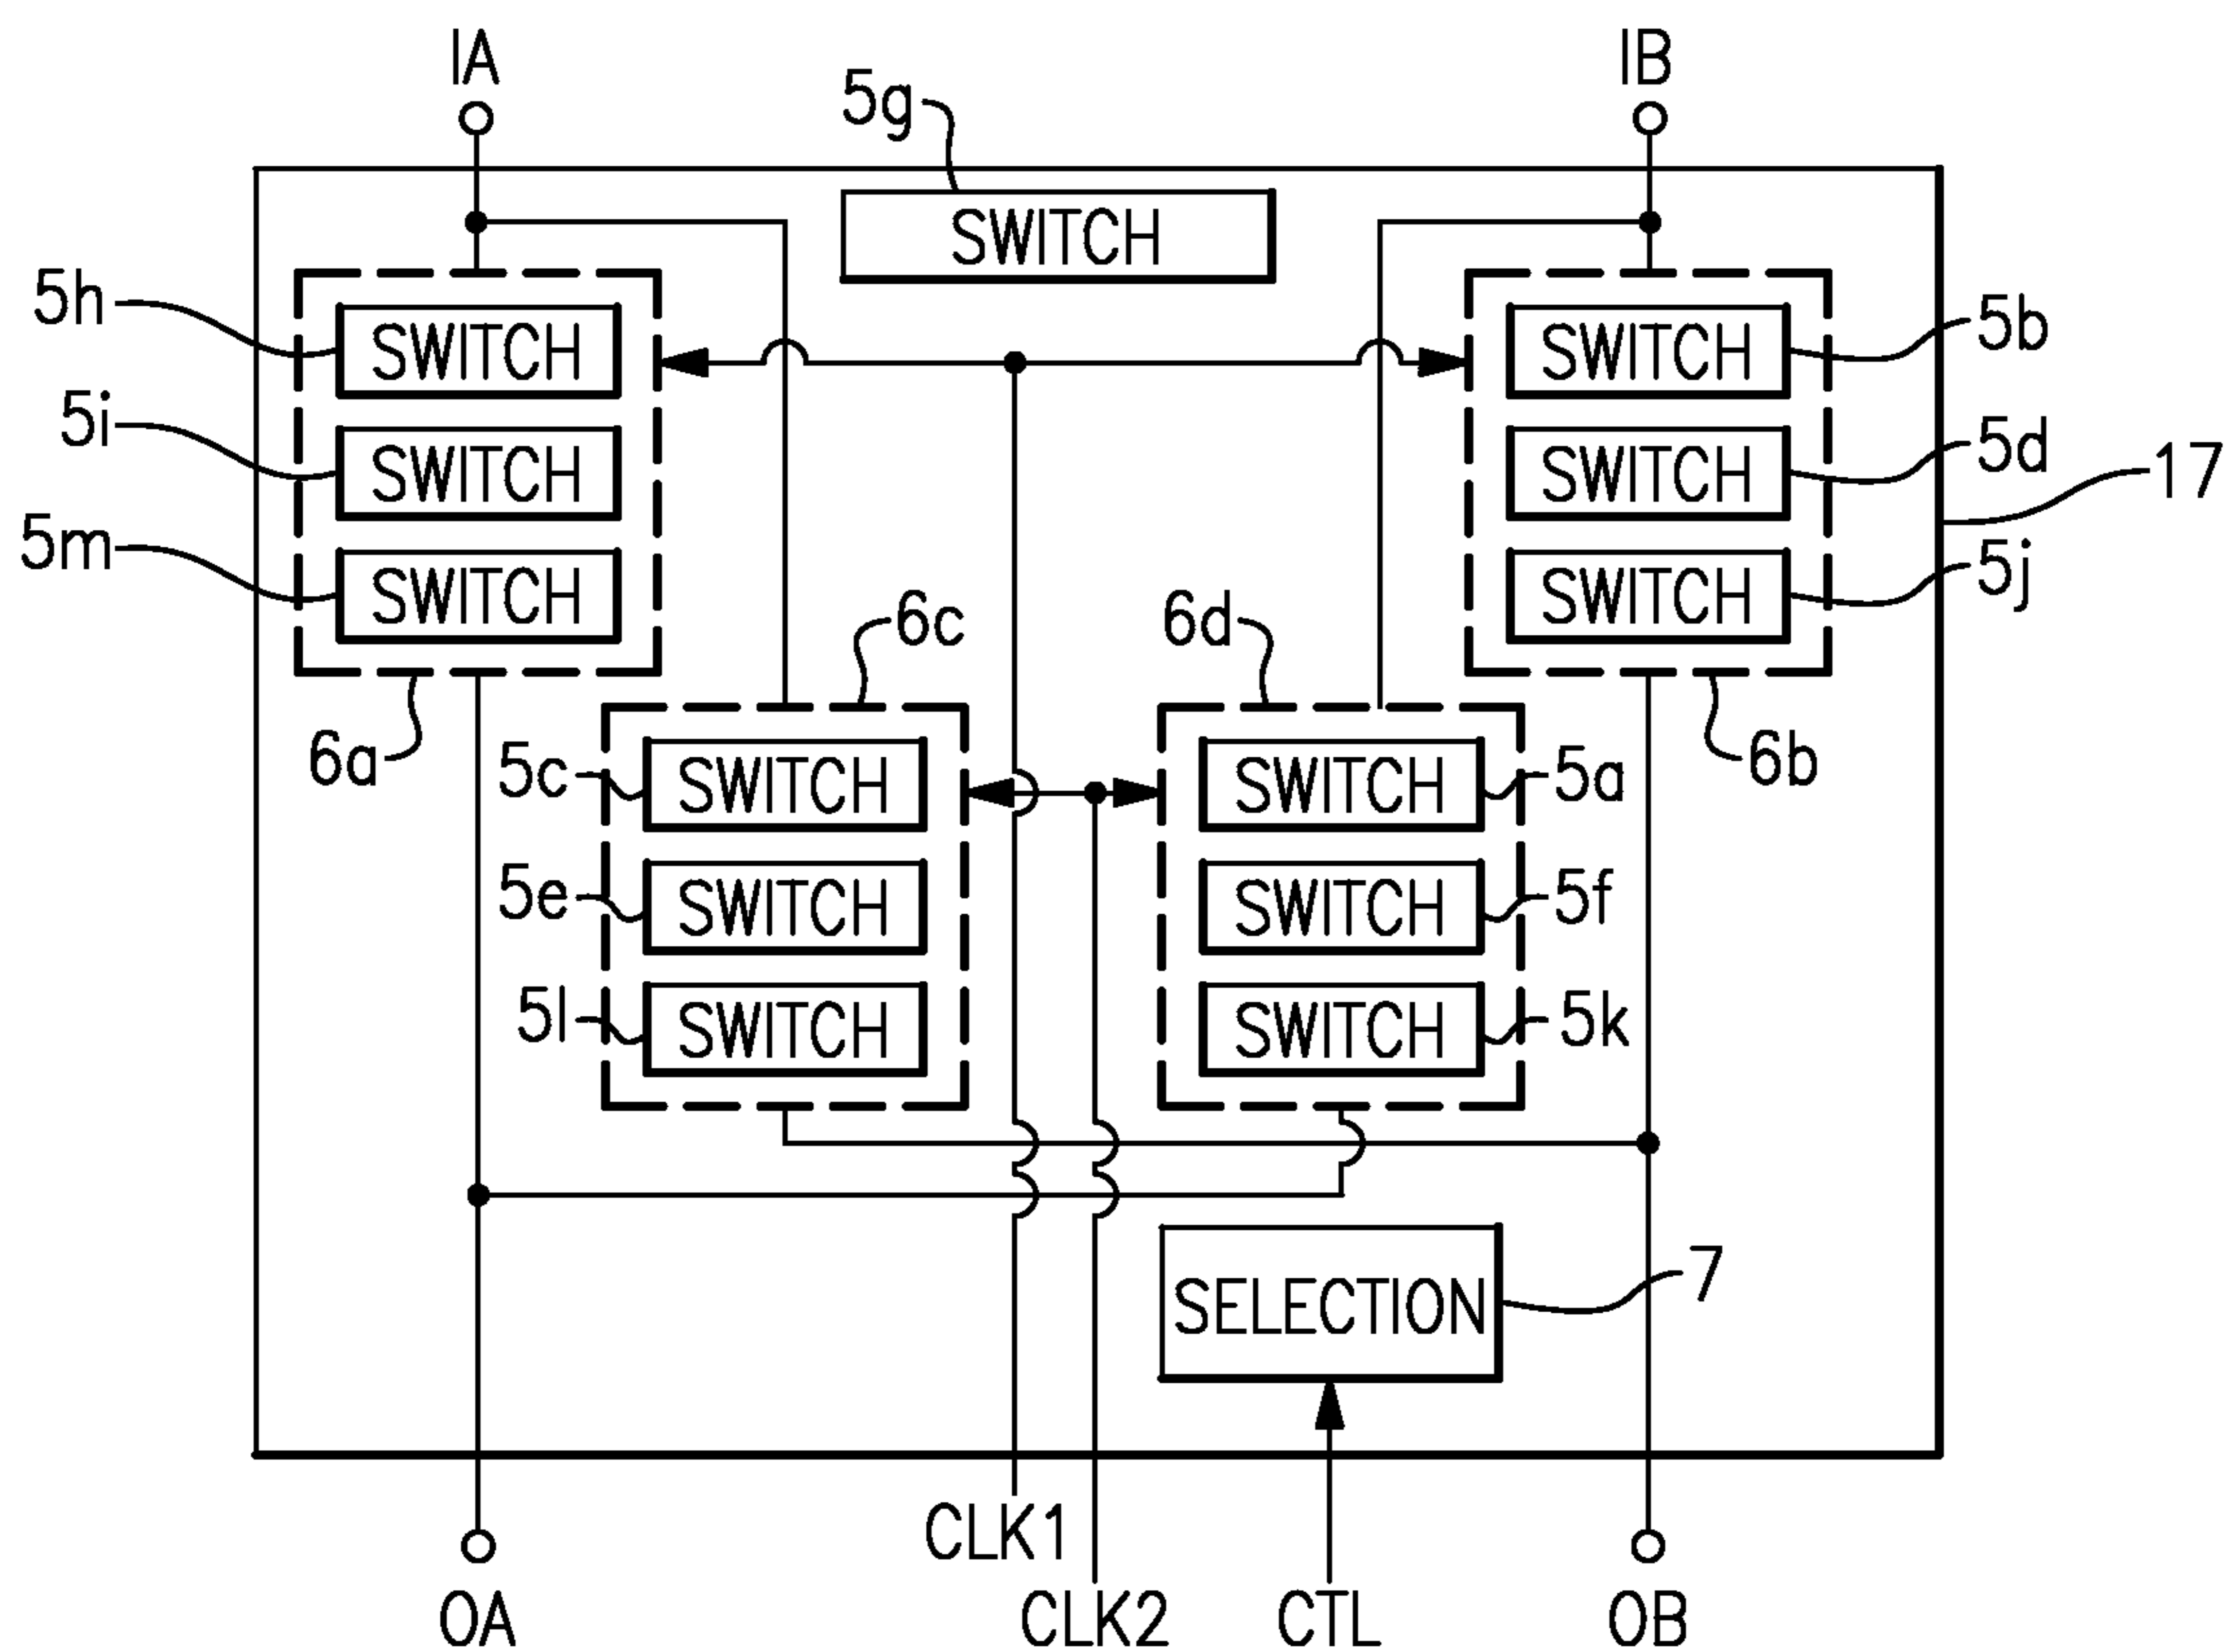 IA
IB
5g
SWITCH
5h
SWITCH
SWITCH
5b
5i
SWITCH
SWITCH
5d
17
5m
SWITCH
SWITCH
5j
6c
6d
6a
6b
5c
SWITCH
SWITCH
5a
5e
SWITCH
SWITCH
5f
5l
SWITCH
SWITCH
5k
SELECTION
7
CLK1
OA
CLK2
CTL
OB